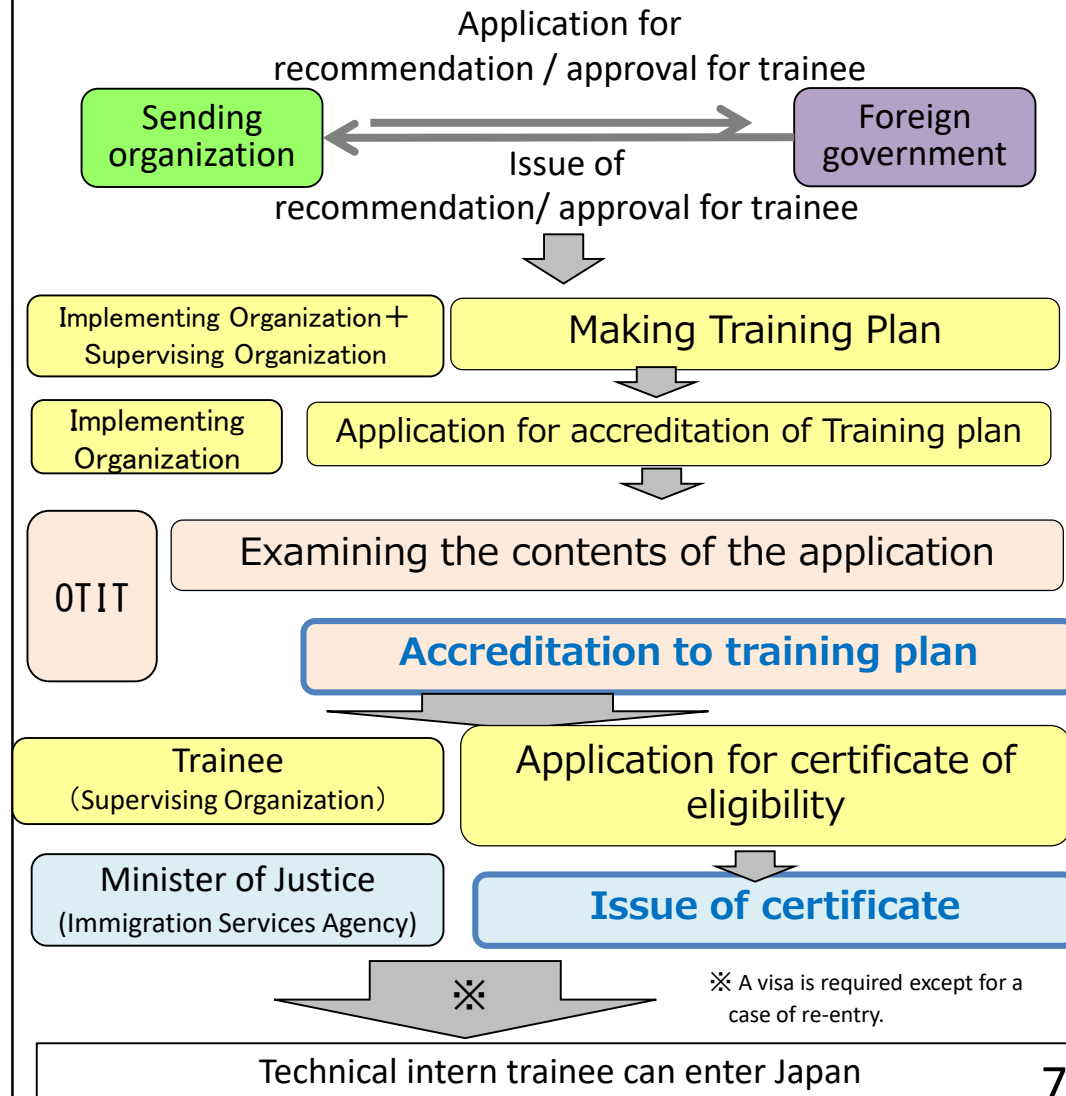 Application for
recommendation / approval for trainee
Sending
organization
Foreign
government
Issue of
recommendation/ approval for trainee
Implementing Organization＋
Supervising Organization
Making Training Plan
Implementing
Organization
Application for accreditation of Training plan
OTIT
Examining the contents of the application
Accreditation to training plan
Trainee
（Supervising Organization）
Application for certificate of
eligibility
Minister of Justice
(Immigration Services Agency)
Issue of certificate
※
※ A visa is required except for a
case of re-entry.
Technical intern trainee can enter Japan
7